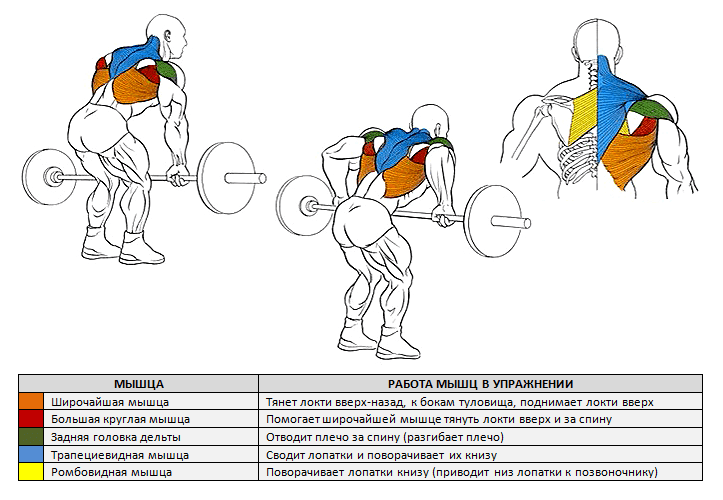 МЫШЦА РАБОТА МЫШЦ В УПРАЖНЕНИИ
Широчайшая мышца Тянет локти вверх-назад, к бокам туловища, поднимает локти вверх
Большая круглая мышца Помогает широчайшей мышце тянуть локти вверх и за спину
Задняя головка дельты Отводит плечо за спину (разгибает плечо)
Трапециевидная мышца Сводит лопатки и поворачивает их книзу
Ромбовидная мышца Поворачивает лопатки книзу (приводит низ лопатки к позвоночнику)